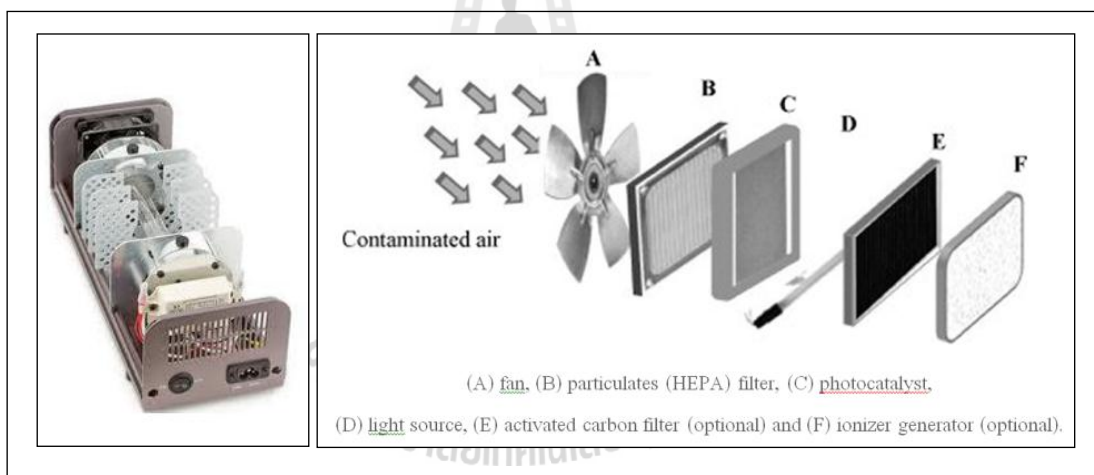 A
B
C
D
E
F
Contaminated air
(A) fan, (B) particulates (HEPA) filter, (C) photocatalyst,
(D) light source, (E) activated carbon filter (optional) and (F) ionizer generator (optional).